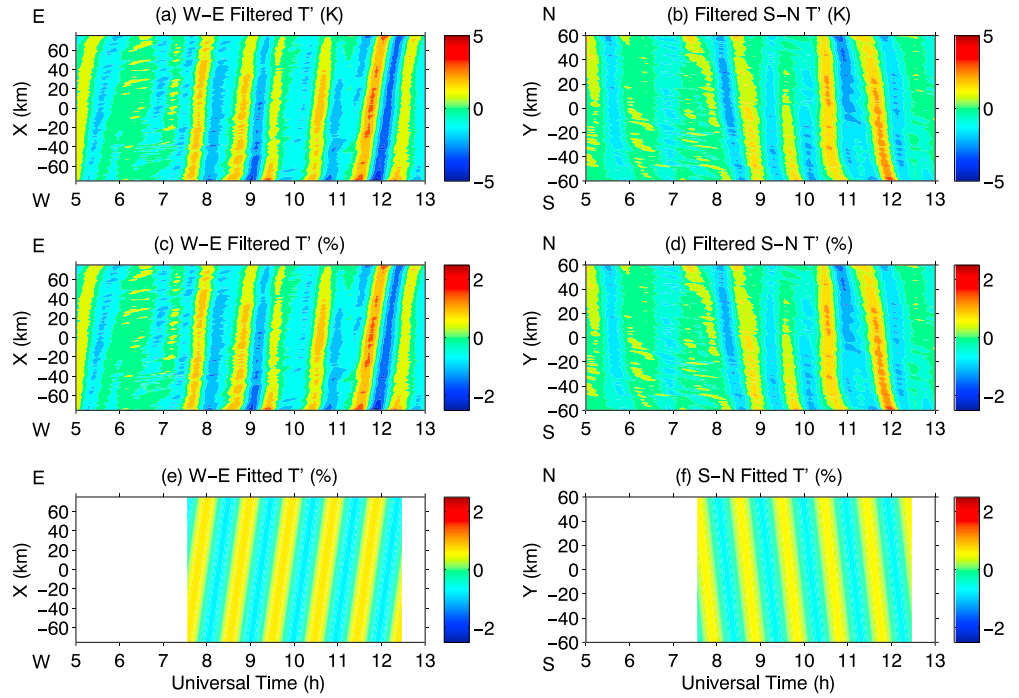 E (a) W−E Filtered T' (K) N (b) Filtered S−N T' (K)
60 5 60 5
40 40
20 20
0 0 0 0
−20 −20
−40 −40
−60 −5 −60 −5
X (km) Y (km)
W 5 6 7 8 9 10 11 12 13 S 5 6 7 8 9 10 11 12 13
E (c) W−E Filtered T' (%) N (d) Filtered S−N T' (%)
60 2 60 2
40 40
20 20
0 0 0 0
−20 −20
−40 −40
−60 −2 −60 −2
X (km) Y (km)
W 5 6 7 8 9 10 11 12 13 S 5 6 7 8 9 10 11 12 13
E (e) W−E Fitted T' (%) N (f) S−N Fitted T' (%)
60 2 60 2
40 40
20 20
0 0 0 0
−20 −20
−40 −40
−60 −2 −60 −2
X (km) Y (km)
W 5 6 7 8 9 10 11 12 13 S 5 6 7 8 9 10 11 12 13
Universal Time (h) Universal Time (h)